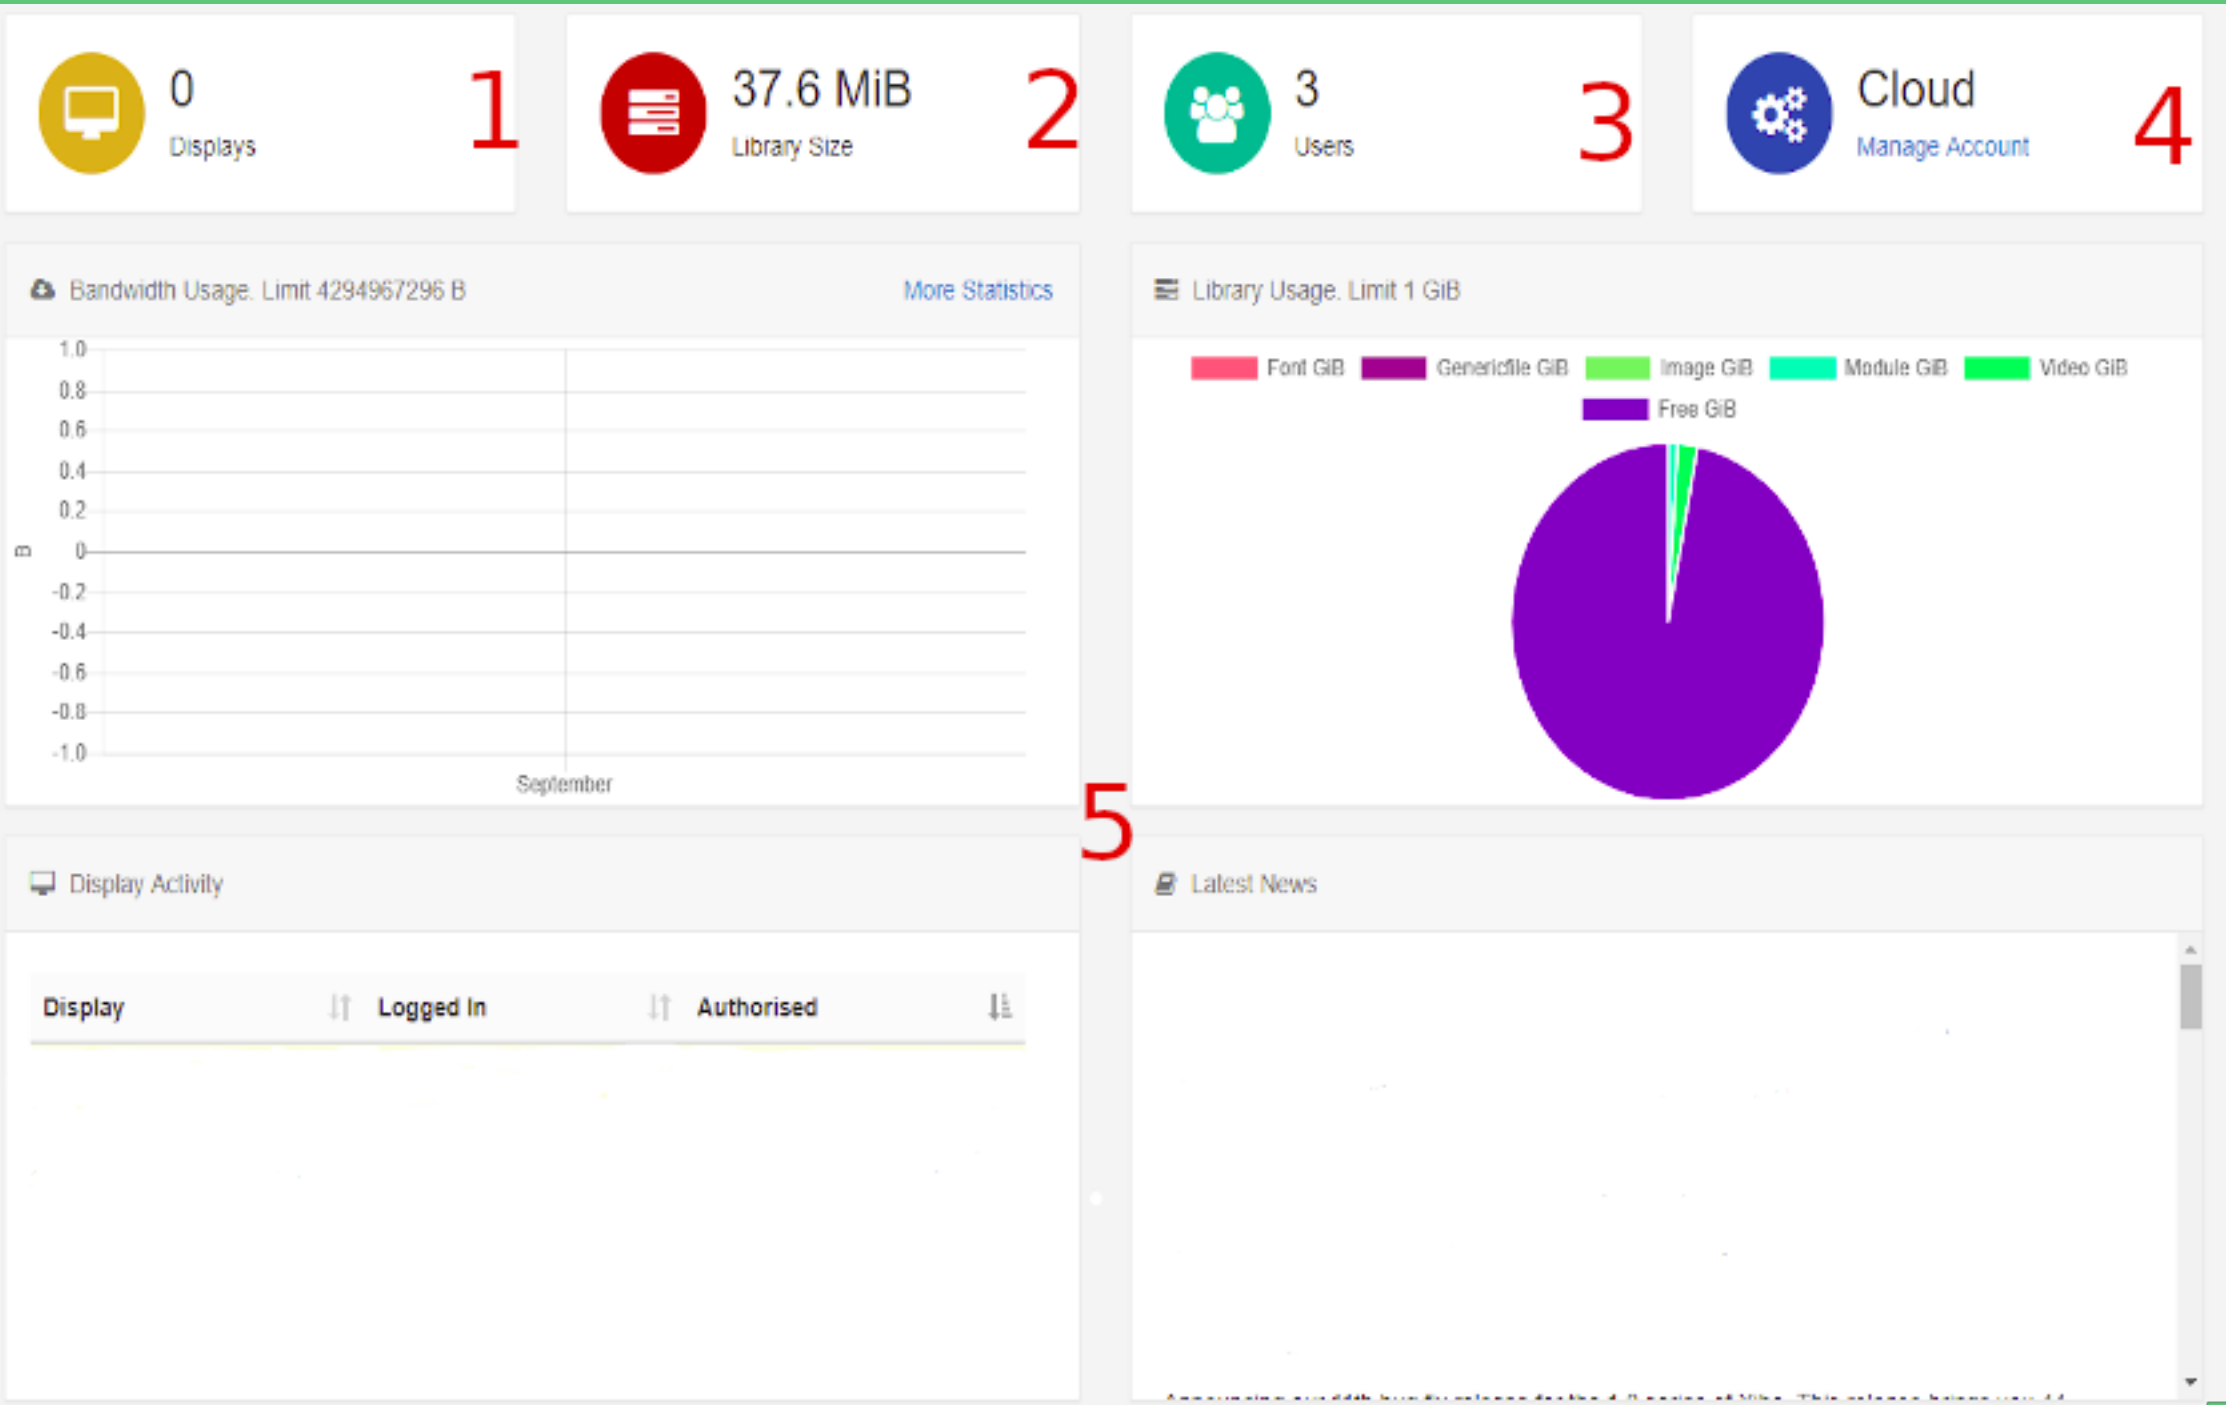 0
Displays
1
37.6 MiB
Library Size
2
3
Users
3
Cloud
Manage Account
4
Bandwidth Usage. Limit 4294967296 B
More Statistics
1.0
0.8
0.6
0.4
0.2
0
-0.2
-0.4
-0.6
-0.8
-1.0
B
September
Library Usage. Limit 1 GiB
Font GiB Genericfile GiB Image GiB Module GiB Video GiB
Free GiB
5
Display Activity
Display Logged In Authorised
Latest News